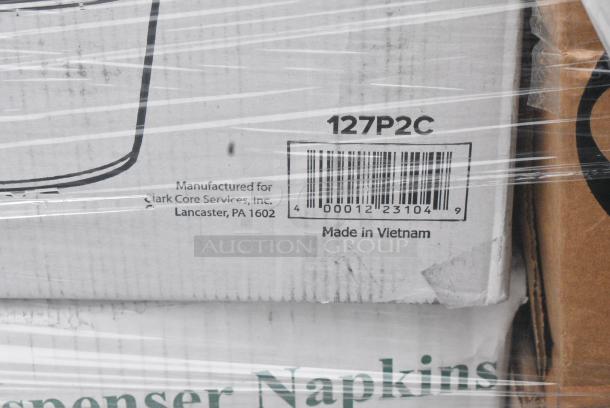 127P2C
Manufactured for
Clark Core Services, Inc.
Lancaster, PA 1602
4 00012 23104 9
Made in Vietnam
AUCTION GROUP
spenser Napkins